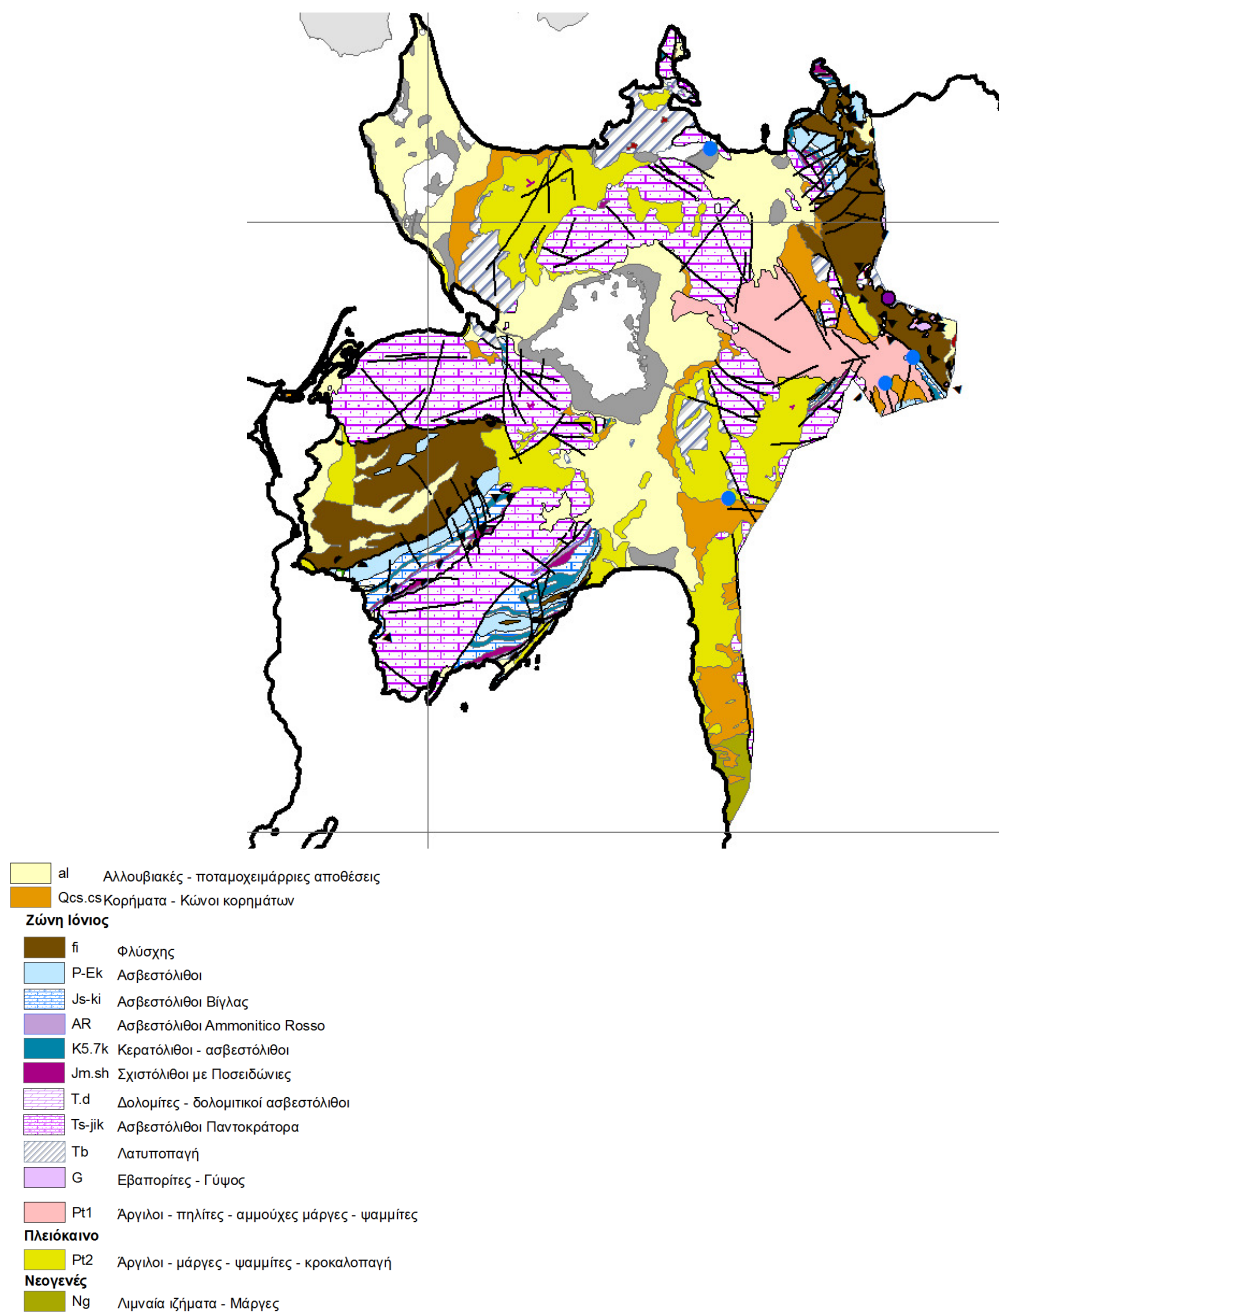 al Αλλουβιακές - ποταμοχειμάρριες αποθέσεις
Qcs.cs Κορήματα - Κώνοι κορημάτων
Ζώνη Ιόνιος
fi Φλύσχης
P-Ek Ασβεστόλιθοι
Js-ki Ασβεστόλιθοι Βίγλας
AR Ασβεστόλιθοι Ammonitico Rosso
K5.7k Κερατόλιθοι - ασβεστόλιθοι
Jm.sh Σχιστόλιθοι με Ποσειδώνιες
T.d Δολομίτες - δολομιτικοί ασβεστόλιθοι
Ts-jik Ασβεστόλιθοι Παντοκράτορα
Tb Λατυποπαγή
G Εβαπορίτες - Γύψος
Pt1 Άργιλοι - πηλίτες - αμμούχες μάργες - ψαμμίτες
Πλειόκαινο
Pt2 Άργιλοι - μάργες - ψαμμίτες - κροκαλοπαγή
Νεογενές
Ng Λιμναία ιζήματα - Μάργες